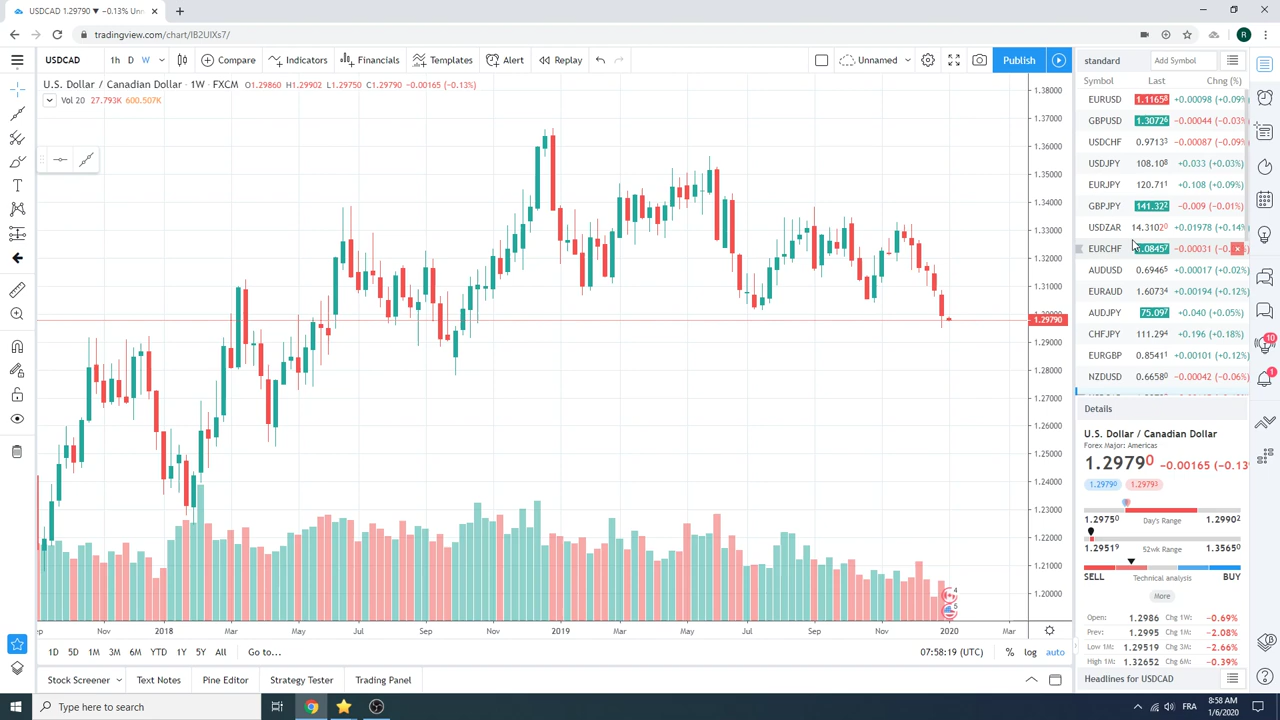 USDCAD 1.29790 ▼ −0.13% Unn
tradingview.com/chart/IB2UIXs7/
R
USDCAD
1h D W
Compare
Indicators
Financials
Templates
Alert
Replay
Unnamed
Publish
U.S. Dollar / Canadian Dollar · 1W · FXCM O1.29860 H1.29902 L1.29750 C1.29790 −0.00165 (−0.13%)
Vol 20 27.793K 600.507K
1.38000
1.37000
1.36000
1.35000
1.34000
1.33000
1.32000
1.31000
1.29790
1.29000
1.28000
1.27000
1.26000
1.25000
1.24000
1.23000
1.22000
1.21000
1.20000
4
5
Nov 2018 Mar May Jul Sep Nov 2019 Mar May Jul Sep Nov 2020 Mar
1D 5D 1M 3M 6M YTD 1Y 5Y All Go to...
07:58:19 (UTC) % log auto
Stock Screener Text Notes Pine Editor Strategy Tester Trading Panel
standard Add Symbol
Symbol Last Chng (%)
EURUSD 1.11658 +0.00098 (+0.09%
GBPUSD 1.30726 −0.00044 (−0.03%
USDCHF 0.97133 −0.00087 (−0.09%
USDJPY 108.108 +0.033 (+0.03%)
EURJPY 120.711 +0.108 (+0.09%)
GBPJPY 141.322 −0.009 (−0.01%)
USDZAR 14.31020 +0.01978 (+0.14%
EURCHF .08457 −0.00031 (−0.
AUDUSD 0.69465 +0.00017 (+0.02%
EURAUD 1.60734 +0.00194 (+0.12%
AUDJPY 75.097 +0.040 (+0.05%)
CHFJPY 111.294 +0.196 (+0.18%)
EURGBP 0.85411 +0.00101 (+0.12%
NZDUSD 0.66580 −0.00042 (−0.06%
Details
U.S. Dollar / Canadian Dollar
Forex Major: Americas
1.29790 −0.00165 (−0.13
1.29790 1.29793
1.29750 Day's Range 1.29902
1.29519 52wk Range 1.35650
SELL Technical analysis BUY
More
Open: 1.2986 Chg 1W: −0.69%
Prev: 1.2995 Chg 1M: −2.08%
Low 1M: 1.29519 Chg 3M: −2.66%
High 1M: 1.32652 Chg 6M: −0.39%
Headlines for USDCAD
10
1
Type here to search
FRA
8:58 AM
1/6/2020